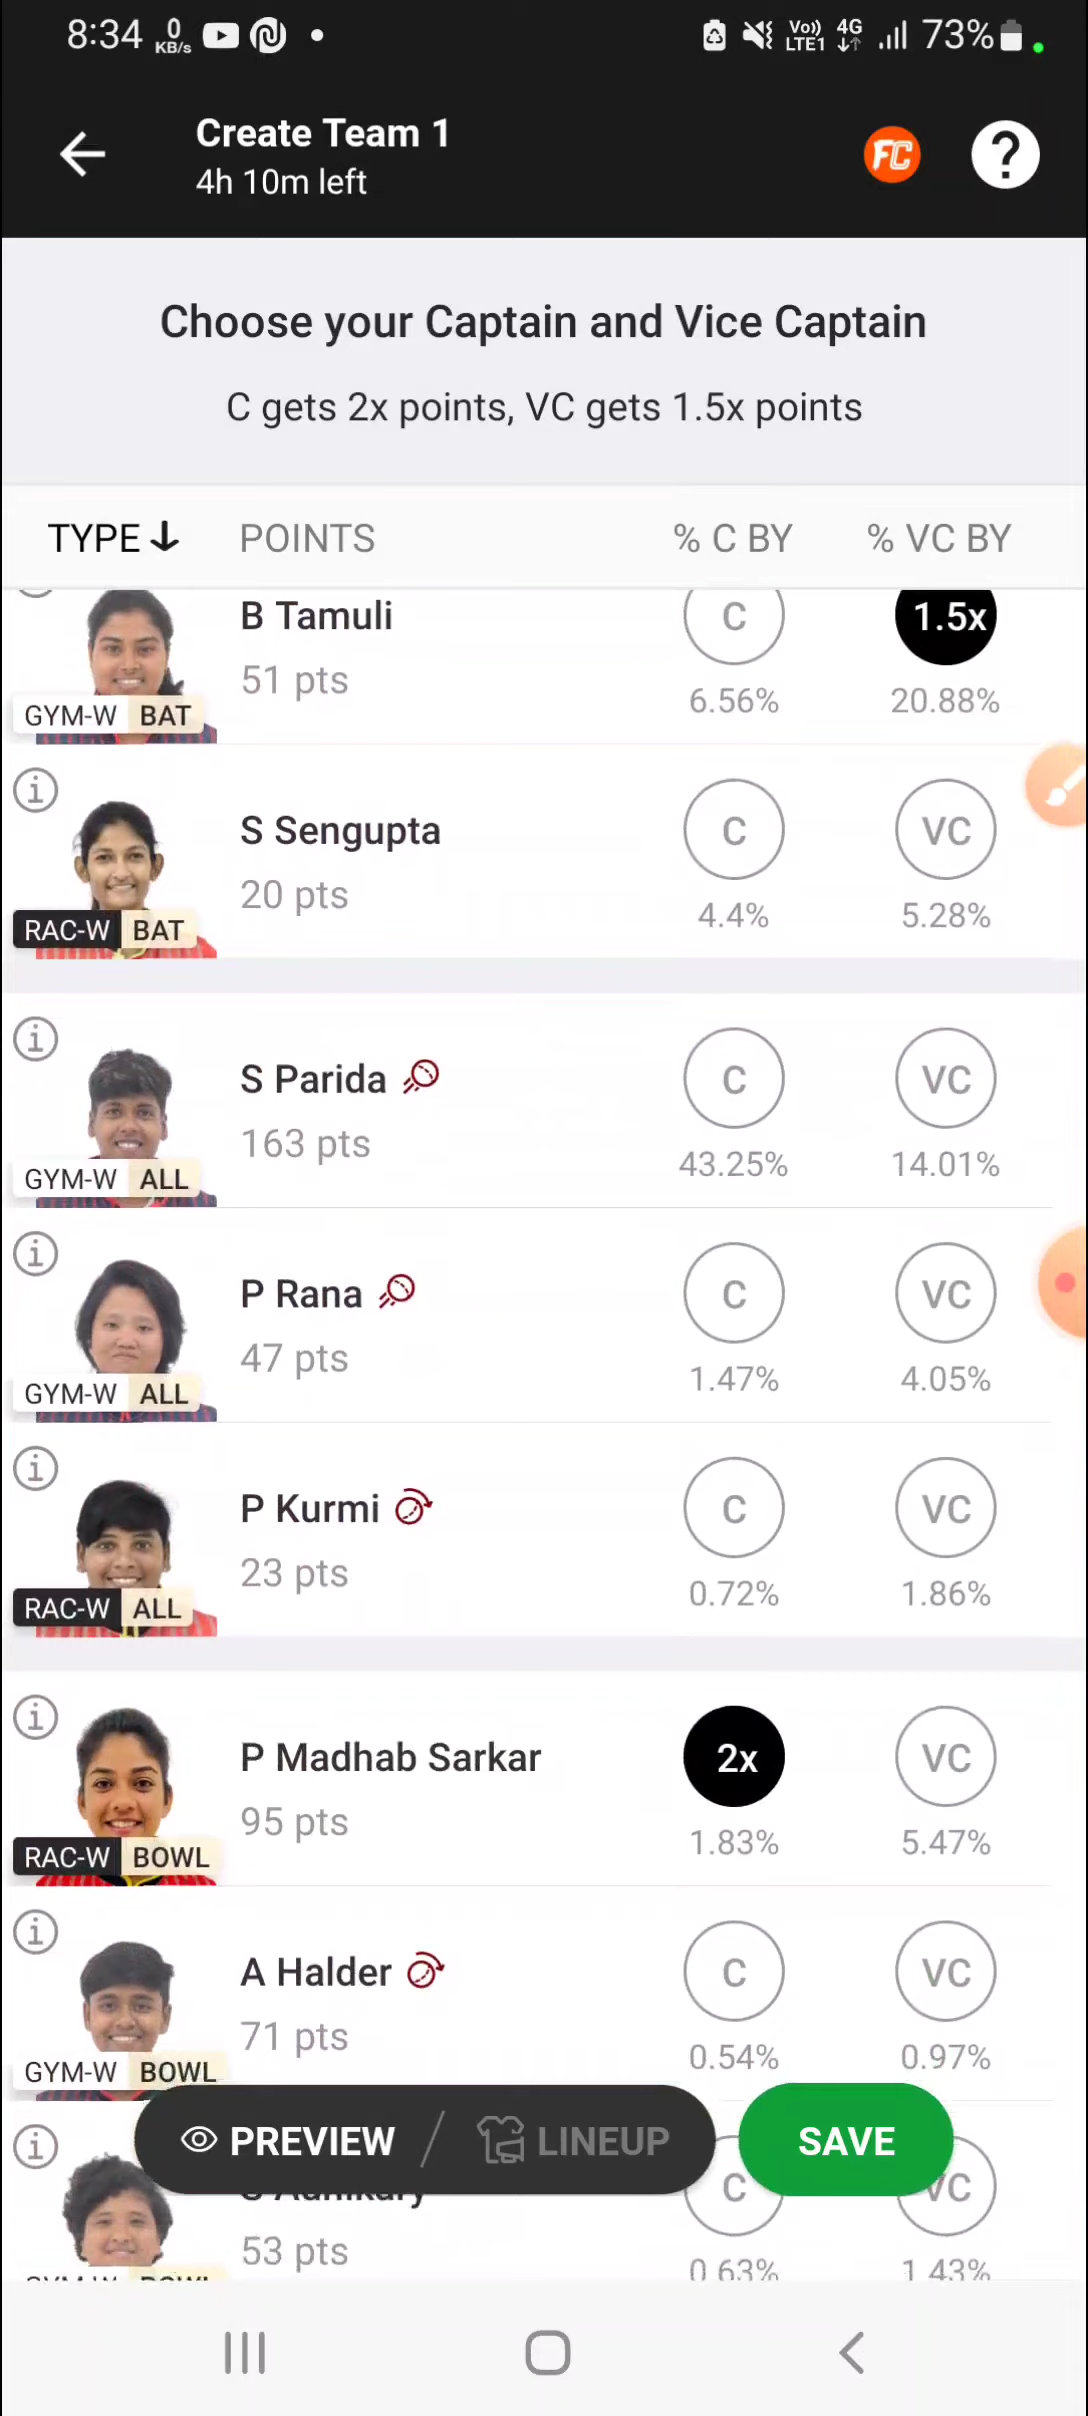 8:34 0 KB/s Vo)) LTE1 4G 73%
Create Team 1
4h 10m left
FC ?
Choose your Captain and Vice Captain
C gets 2x points, VC gets 1.5x points
TYPE POINTS % C BY % VC BY
B Tamuli C 1.5x
51 pts 6.56% 20.88%
GYM-W BAT
S Sengupta C VC
20 pts 4.4% 5.28%
RAC-W BAT
S Parida C VC
163 pts 43.25% 14.01%
GYM-W ALL
P Rana C VC
47 pts 1.47% 4.05%
GYM-W ALL
P Kurmi C VC
23 pts 0.72% 1.86%
RAC-W ALL
P Madhab Sarkar 2x VC
95 pts 1.83% 5.47%
RAC-W BOWL
A Halder C VC
71 pts 0.54% 0.97%
GYM-W BOWL
PREVIEW / LINEUP SAVE
C VC
53 pts 0.63% 1.43%